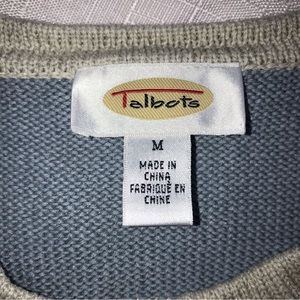 Talbots
M
MADE IN
CHINA
FABRIQUÉ EN
CHINE